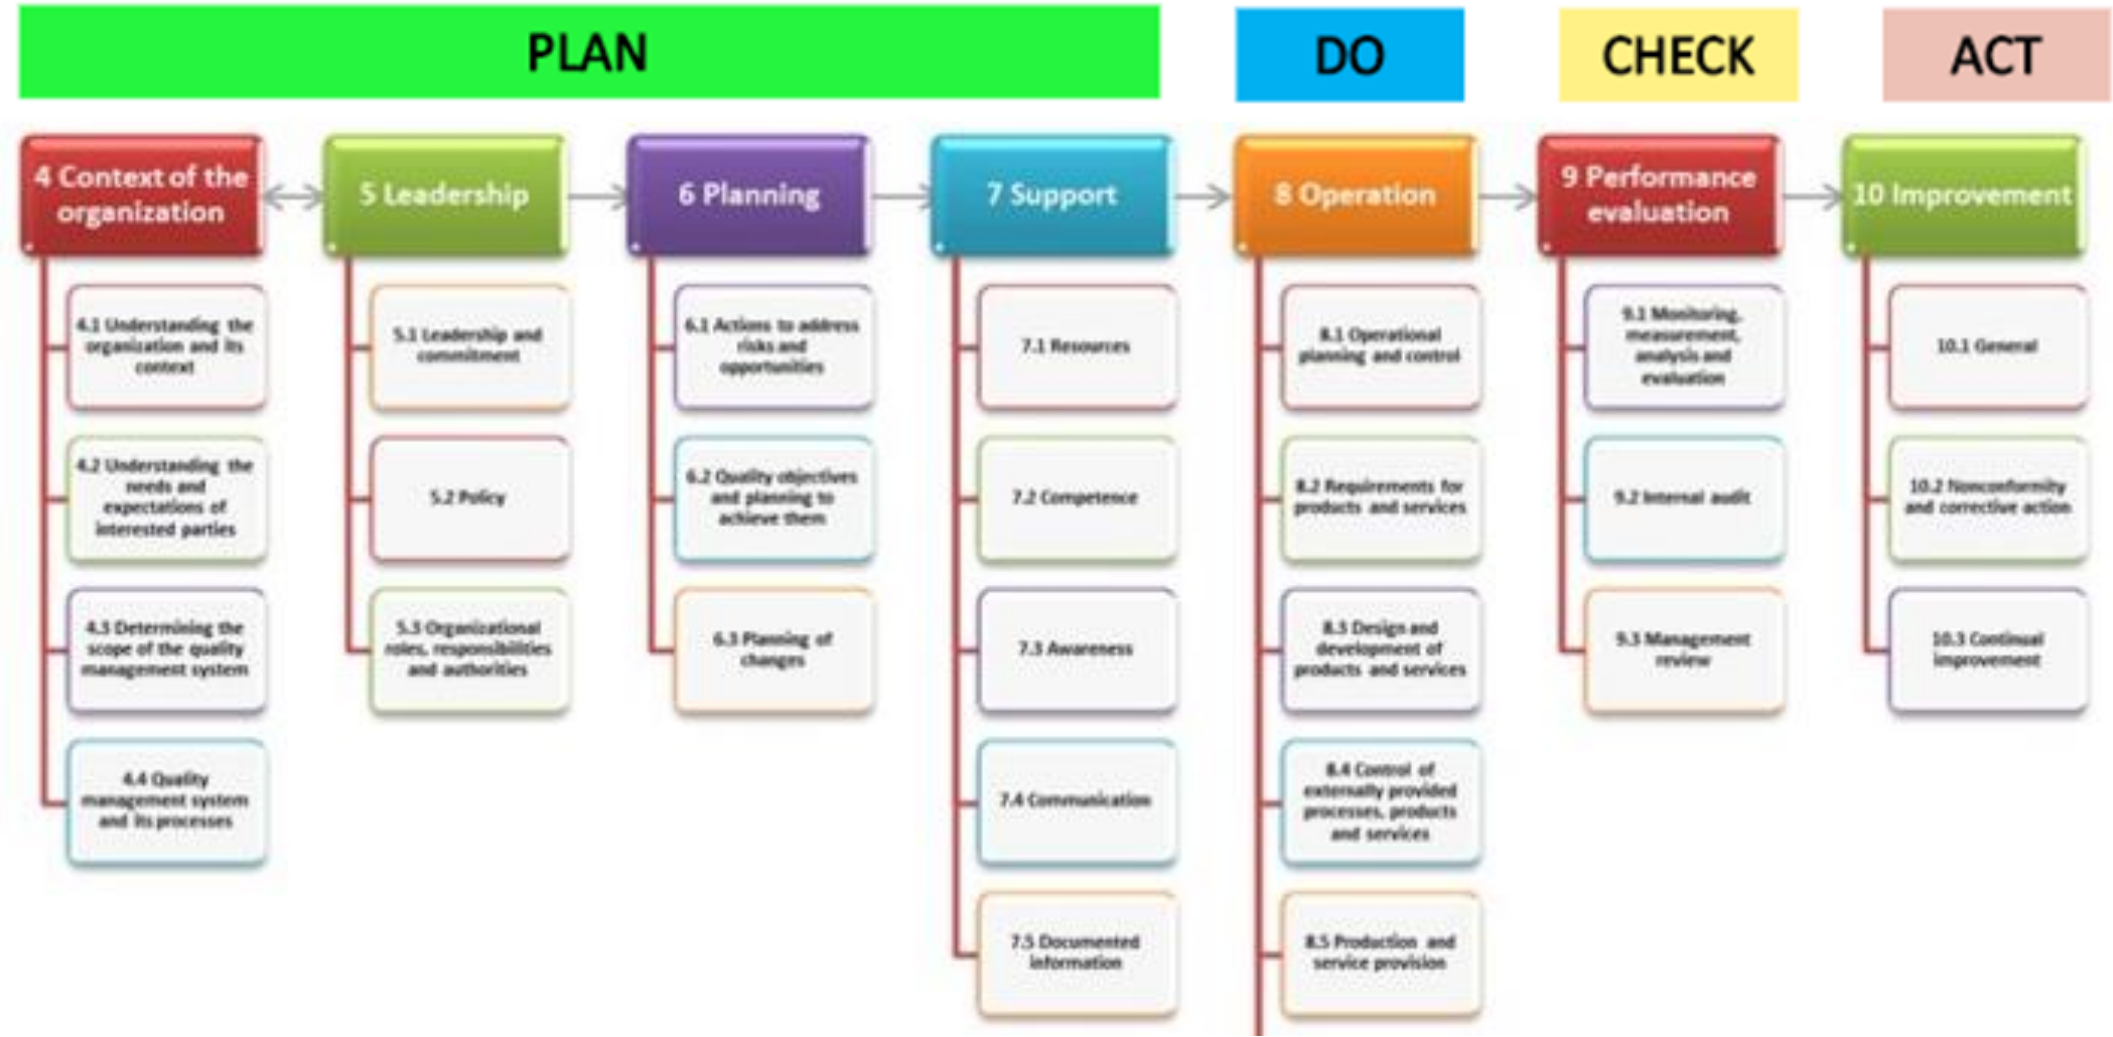 PLAN
DO
CHECK
ACT
4 Context of the
organization
5 Leadership
6 Planning
7 Support
8 Operation
9 Performance
evaluation
10 Improvement
4.1 Understanding the
organization and its
context
4.2 Understanding the
needs and
expectations of
interested parties
4.3 Determining the
scope of the quality
management system
4.4 Quality
management system
and its processes
5.1 Leadership and
commitment
5.2 Policy
5.3 Organizational
roles, responsibilities
and authorities
6.1 Actions to address
risks and
opportunities
6.2 Quality objectives
and planning to
achieve them
6.3 Planning of
changes
7.1 Resources
7.2 Competence
7.3 Awareness
7.4 Communication
7.5 Documented
information
8.1 Operational
planning and control
8.2 Requirements for
products and services
8.3 Design and
development of
products and services
8.4 Control of
externally provided
processes, products
and services
8.5 Production and
service provision
9.1 Monitoring,
measurement,
analysis and
evaluation
9.2 Internal audit
9.3 Management
review
10.1 General
10.2 Nonconformity
and corrective action
10.3 Continual
improvement